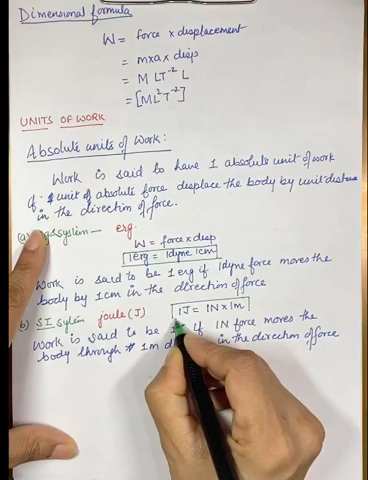 Dimensional formula
W = force x displacement
= mxax disp
= M LT⁻² L
= [ML²T⁻²]
UNITS OF WORK
Absolute units of Work:
Work is said to have 1 absolute unit of work
if unit of absolute force displace the body by unit distance
in the direction of force.
(a) cgs system - erg.
W = force x disp
1erg = 1dyne 1cm
Work is said to be 1 erg if 1dyne force moves the
body by 1cm in the direction of force
b) SI system joule (J) 1J = 1N x 1m
Work is said to be if 1N force moves the
body through 1m in the direction of force